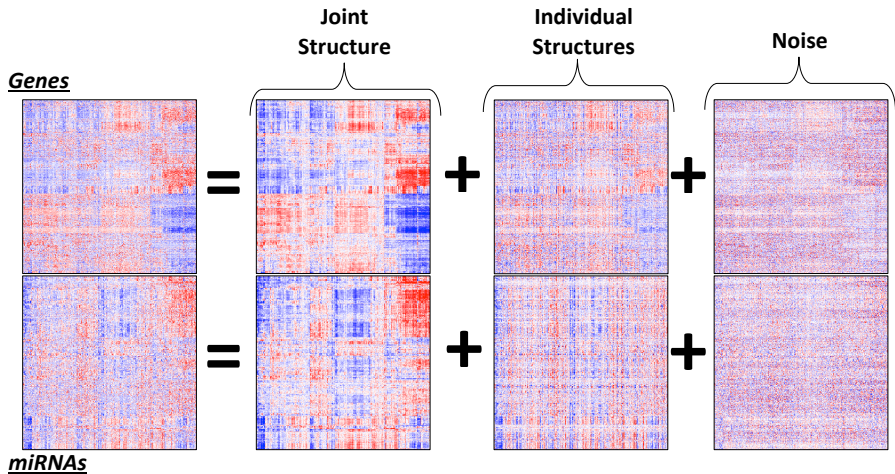 Joint
Structure
Individual
Structures
Noise
Genes
=
+
+
=
+
+
miRNAs